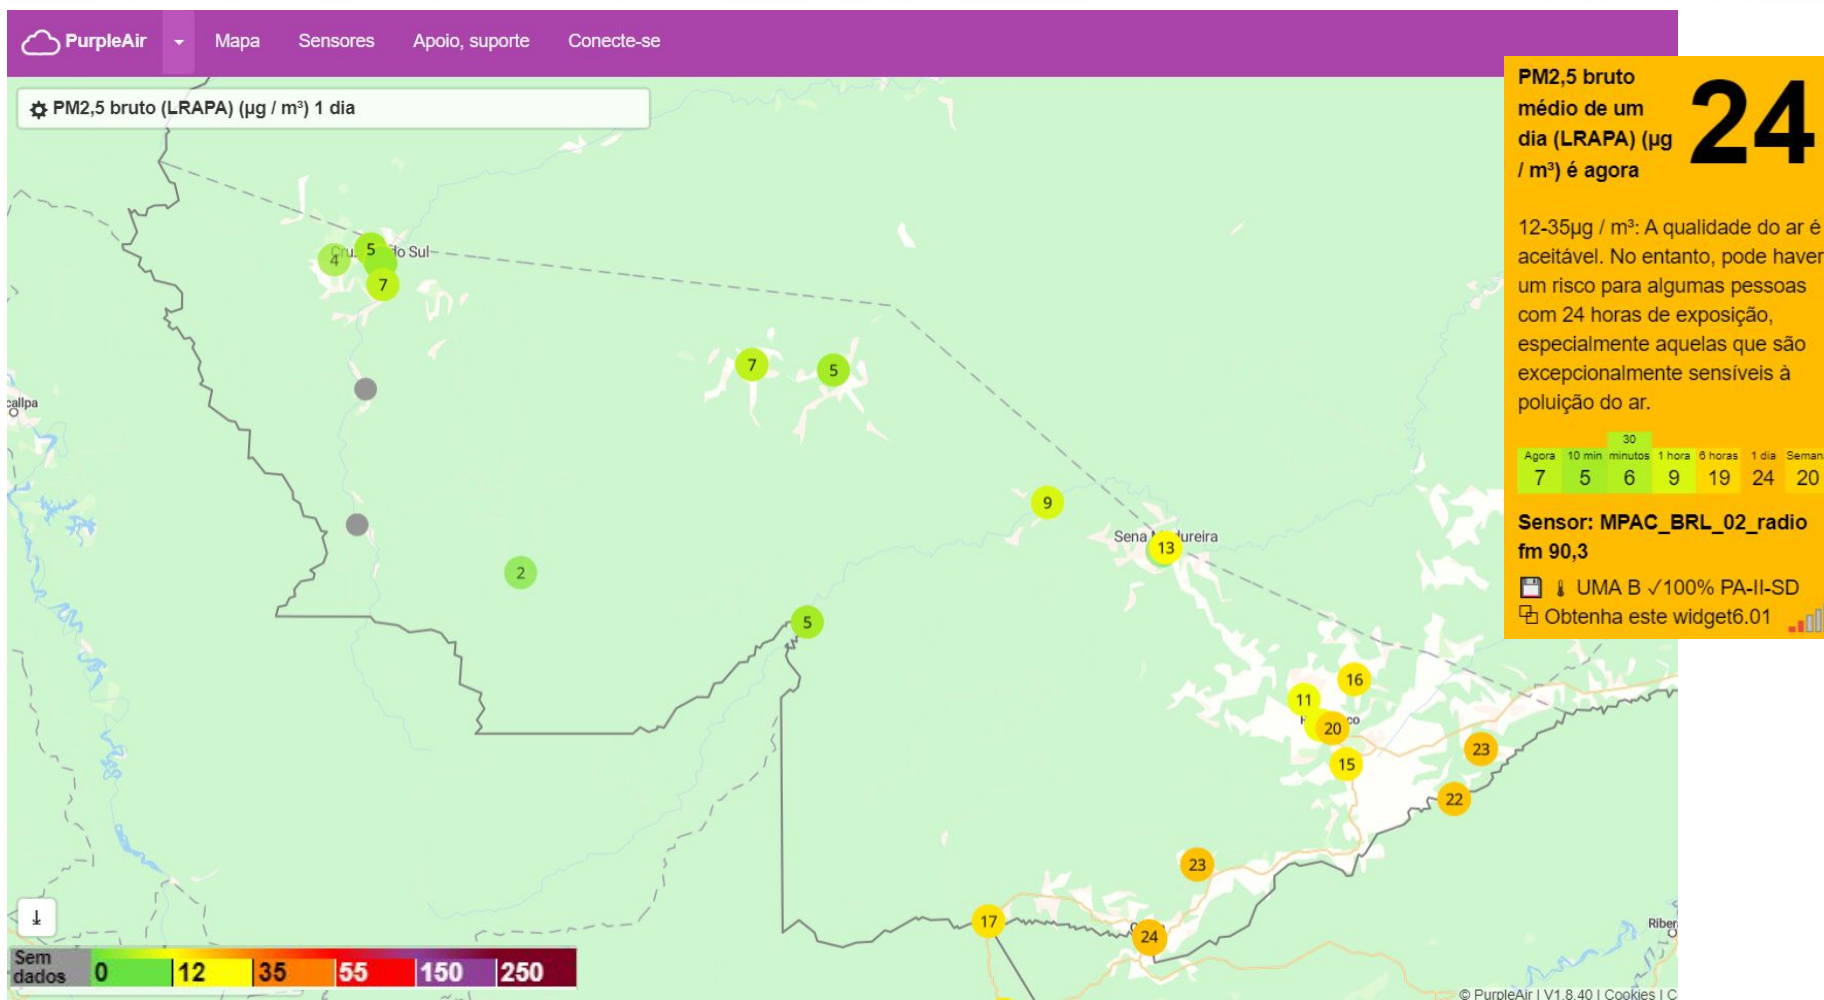 PurpleAir Mapa Sensores Apoio, suporte Conecte-se
PM2,5 bruto (LRAPA) (µg / m³) 1 dia
do Sul
4
5
7
7
5
callpa
9
Sena
13
2
5
16
11
20
15
23
22
23
17
24
Sem dados 0 12 35 55 150 250
© PurpleAir | V1.8.40 | Cookies | C
PM2,5 bruto
médio de um
dia (LRAPA) (µg
/ m³) é agora
24
12-35µg / m³: A qualidade do ar é
aceitável. No entanto, pode haver
um risco para algumas pessoas
com 24 horas de exposição,
especialmente aquelas que são
excepcionalmente sensíveis à
poluição do ar.
Agora 10 min 30 minutos 1 hora 6 horas 1 dia Semana
7 5 6 9 19 24 20
Sensor: MPAC_BRL_02_radio
fm 90,3
UMA B ✓100% PA-II-SD
Obtenha este widget6.01